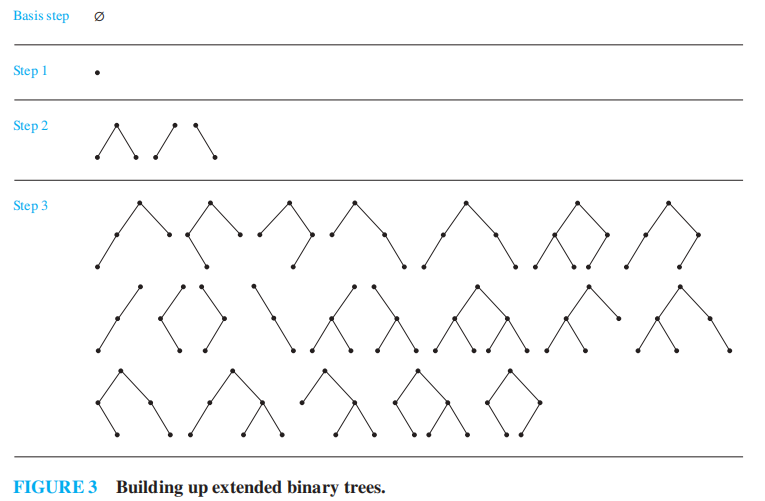 Basis step ∅
Step 1
Step 2
Step 3
FIGURE 3 Building up extended binary trees.